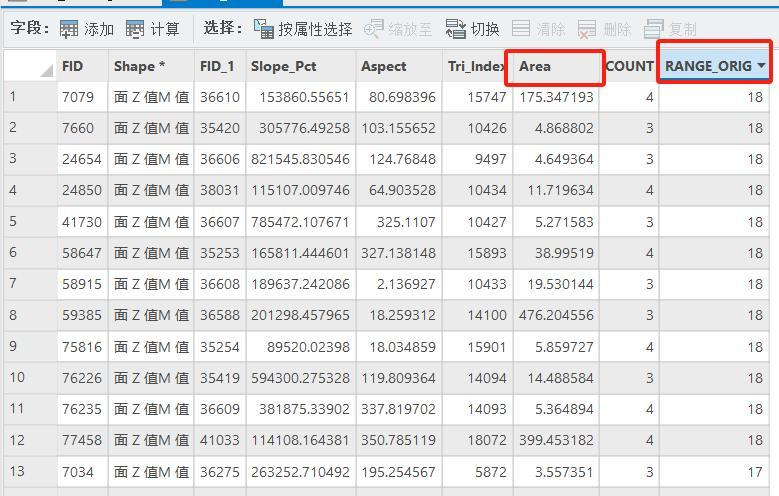 字段: 添加 计算 选择: 按属性选择 缩放至 切换 清除 删除 复制
FID Shape * FID_1 Slope_Pct Aspect Tri_Index Area COUNT RANGE_ORIG
1 7079 面 Z 值M 值 36610 153860.55651 80.698396 15747 175.347193 4 18
2 7660 面 Z 值M 值 35420 305776.49258 103.155652 10426 4.868802 3 18
3 24654 面 Z 值M 值 36606 821545.830546 124.76848 9497 4.649364 3 18
4 24850 面 Z 值M 值 38031 115107.009746 64.903528 10434 11.719634 4 18
5 41730 面 Z 值M 值 36607 785472.107671 325.1107 10427 5.271583 3 18
6 58647 面 Z 值M 值 35253 165811.444601 327.138148 15893 38.99519 4 18
7 58915 面 Z 值M 值 36608 189637.242086 2.136927 10433 19.530144 3 18
8 59385 面 Z 值M 值 36588 201298.457965 18.259312 14100 476.204556 3 18
9 75816 面 Z 值M 值 35254 89520.02398 18.034859 15901 5.859727 4 18
10 76226 面 Z 值M 值 35419 594300.275328 119.809364 14094 14.488584 3 18
11 76235 面 Z 值M 值 36609 381875.33902 337.819702 14093 5.364894 4 18
12 77458 面 Z 值M 值 41033 114108.164381 350.785119 18072 399.453182 4 18
13 7034 面 Z 值M 值 36275 263252.710492 195.254567 5872 3.557351 3 17